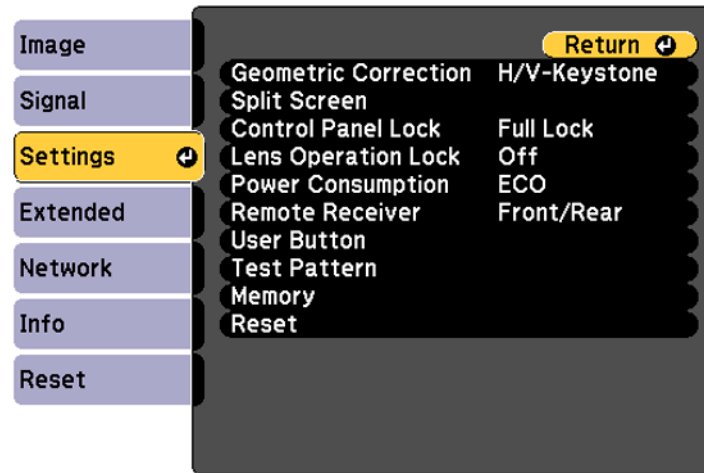 Image
Signal
Settings
Extended
Network
Info
Reset
Return
Geometric Correction H/V-Keystone
Split Screen
Control Panel Lock Full Lock
Lens Operation Lock Off
Power Consumption ECO
Remote Receiver Front/Rear
User Button
Test Pattern
Memory
Reset